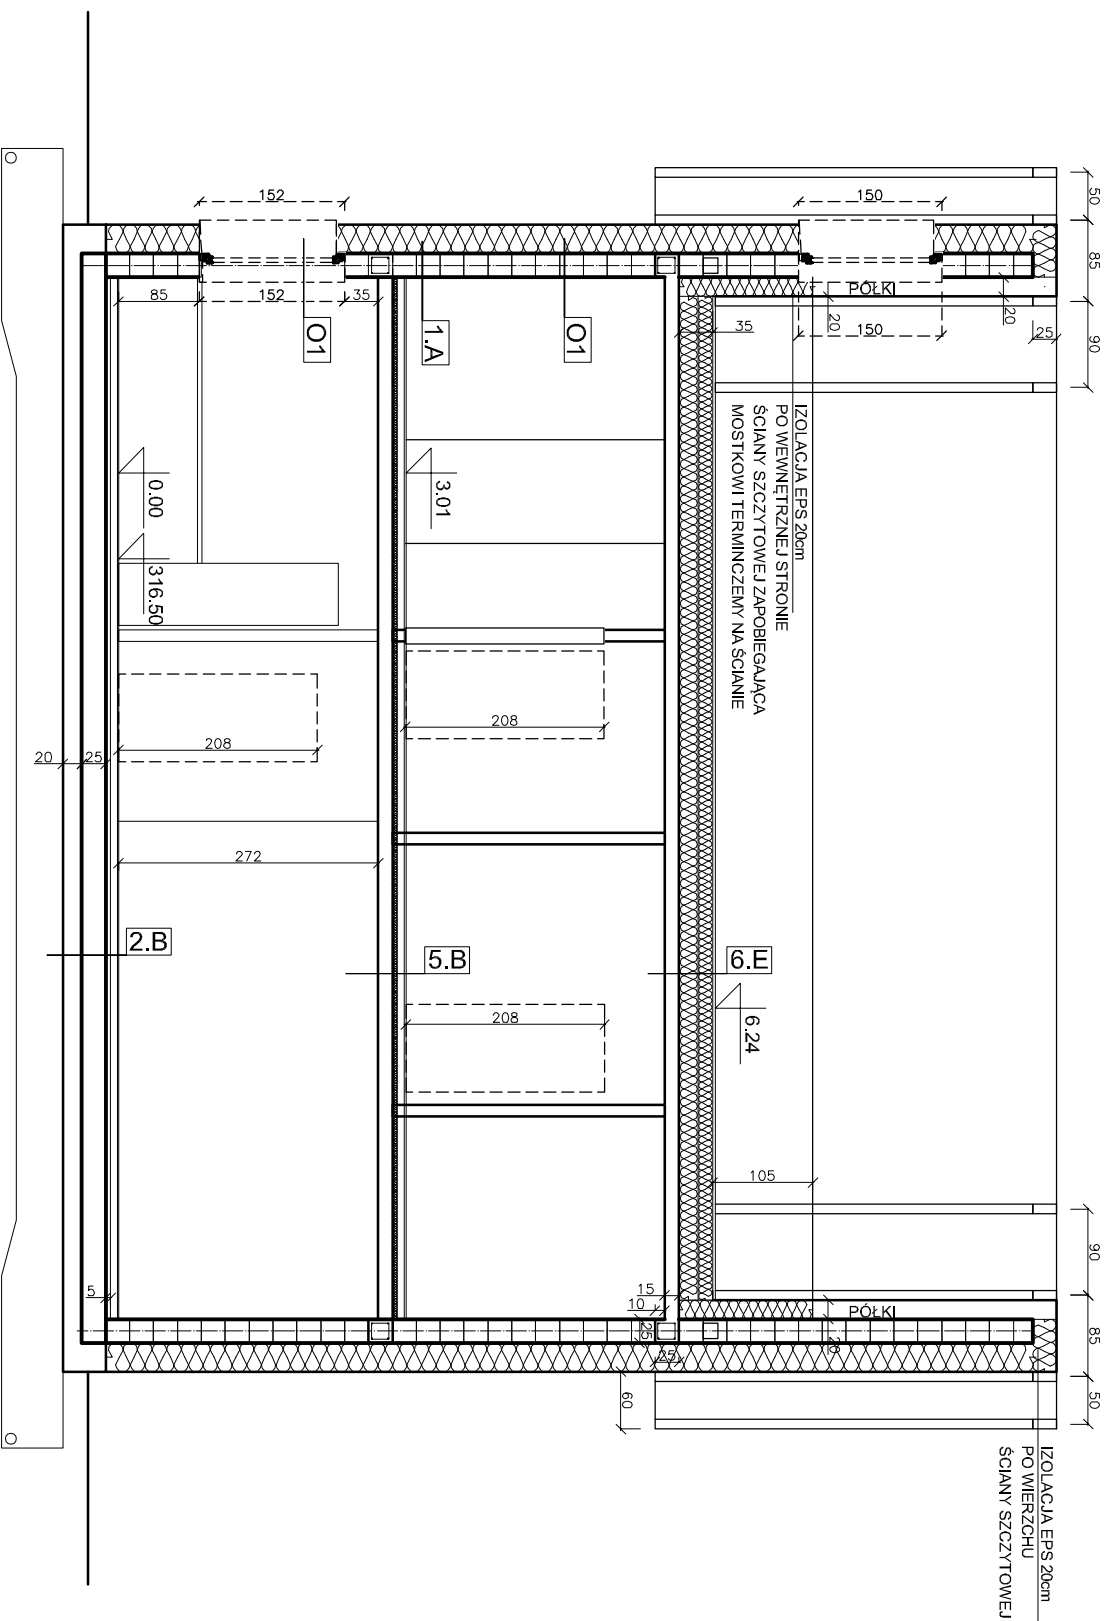 50
85
90
90
85
50
25
20
150
PÓŁKI
150
20
35
IZOLACJA EPS 20cm
PO WEWNĘTRZNEJ STRONIE
ŚCIANY SZCZYTOWEJ ZAPOBIEGAJĄCA
MOSTKOWI TERMINCZEMY NA ŚCIANIE
6.E
6.24
105
PÓŁKI
20
IZOLACJA EPS 20cm
PO WIERZCHU
ŚCIANY SZCZYTOWEJ
15
10
25
25
60
O1
1.A
3.01
208
5.B
208
152
152
35
85
O1
0.00
316.50
208
272
2.B
20
25
5